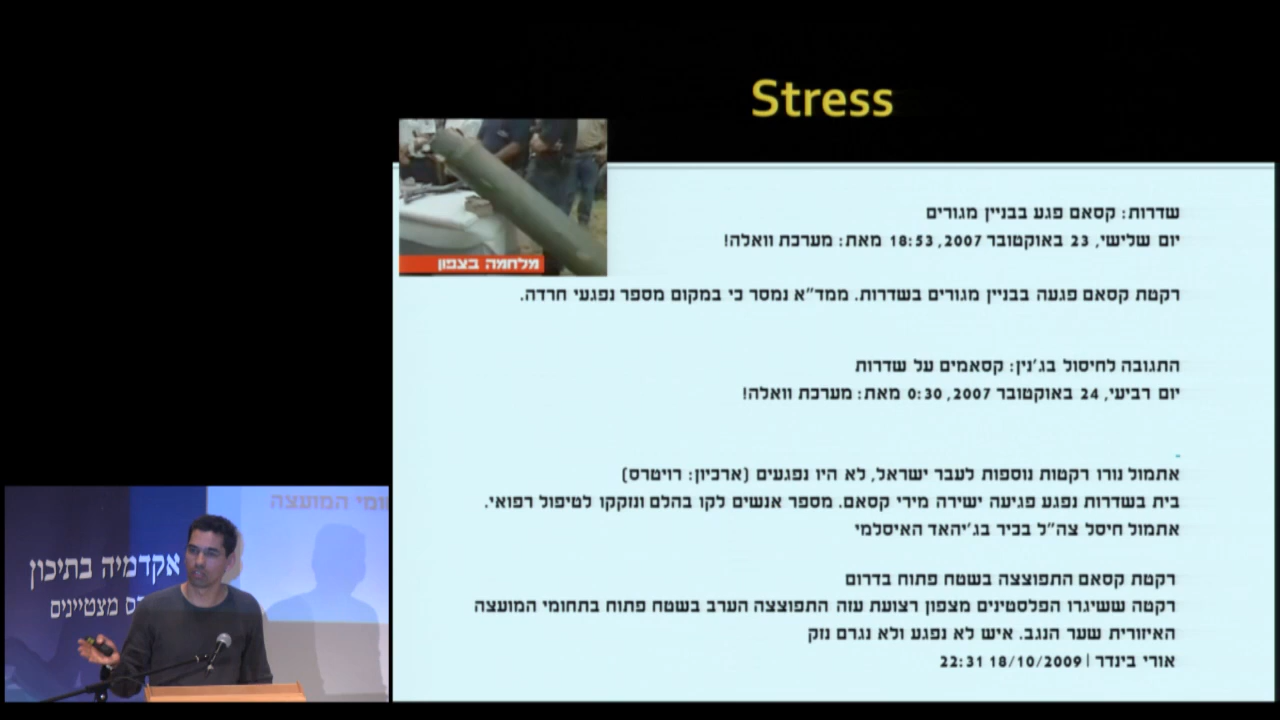 Stress
מלחמה בצפון
שדרות: קסאם פגע בבניין מגורים
יום שלישי, 23 באוקטובר 2007, 18:53 מאת: מערכת וואלה!
רקטת קסאם פגעה בבניין מגורים בשדרות. ממד"א נמסר כי במקום מספר נפגעי חרדה.
התגובה לחיסול בג'נין: קסאמים על שדרות
יום רביעי, 24 באוקטובר 2007, 0:30 מאת: מערכת וואלה!
אתמול נורו רקטות נוספות לעבר ישראל, לא היו נפגעים (ארכיון: רויטרס)
בית בשדרות נפגע פגיעה ישירה מירי קסאם. מספר אנשים לקו בהלם ונזקקו לטיפול רפואי.
אתמול חיסל צה"ל בכיר בג'יהאד האיסלמי
רקטת קסאם התפוצצה בשטח פתוח בדרום
רקטה ששיגרו הפלסטינים מצפון רצועת עזה התפוצצה הערב בשטח פתוח בתחומי המועצה
האיזורית שער הנגב. איש לא נפגע ולא נגרם נזק
אורי בינדר | 18/10/2009 22:31
המועצה
אקדמיה בתיכון
מצטיינים